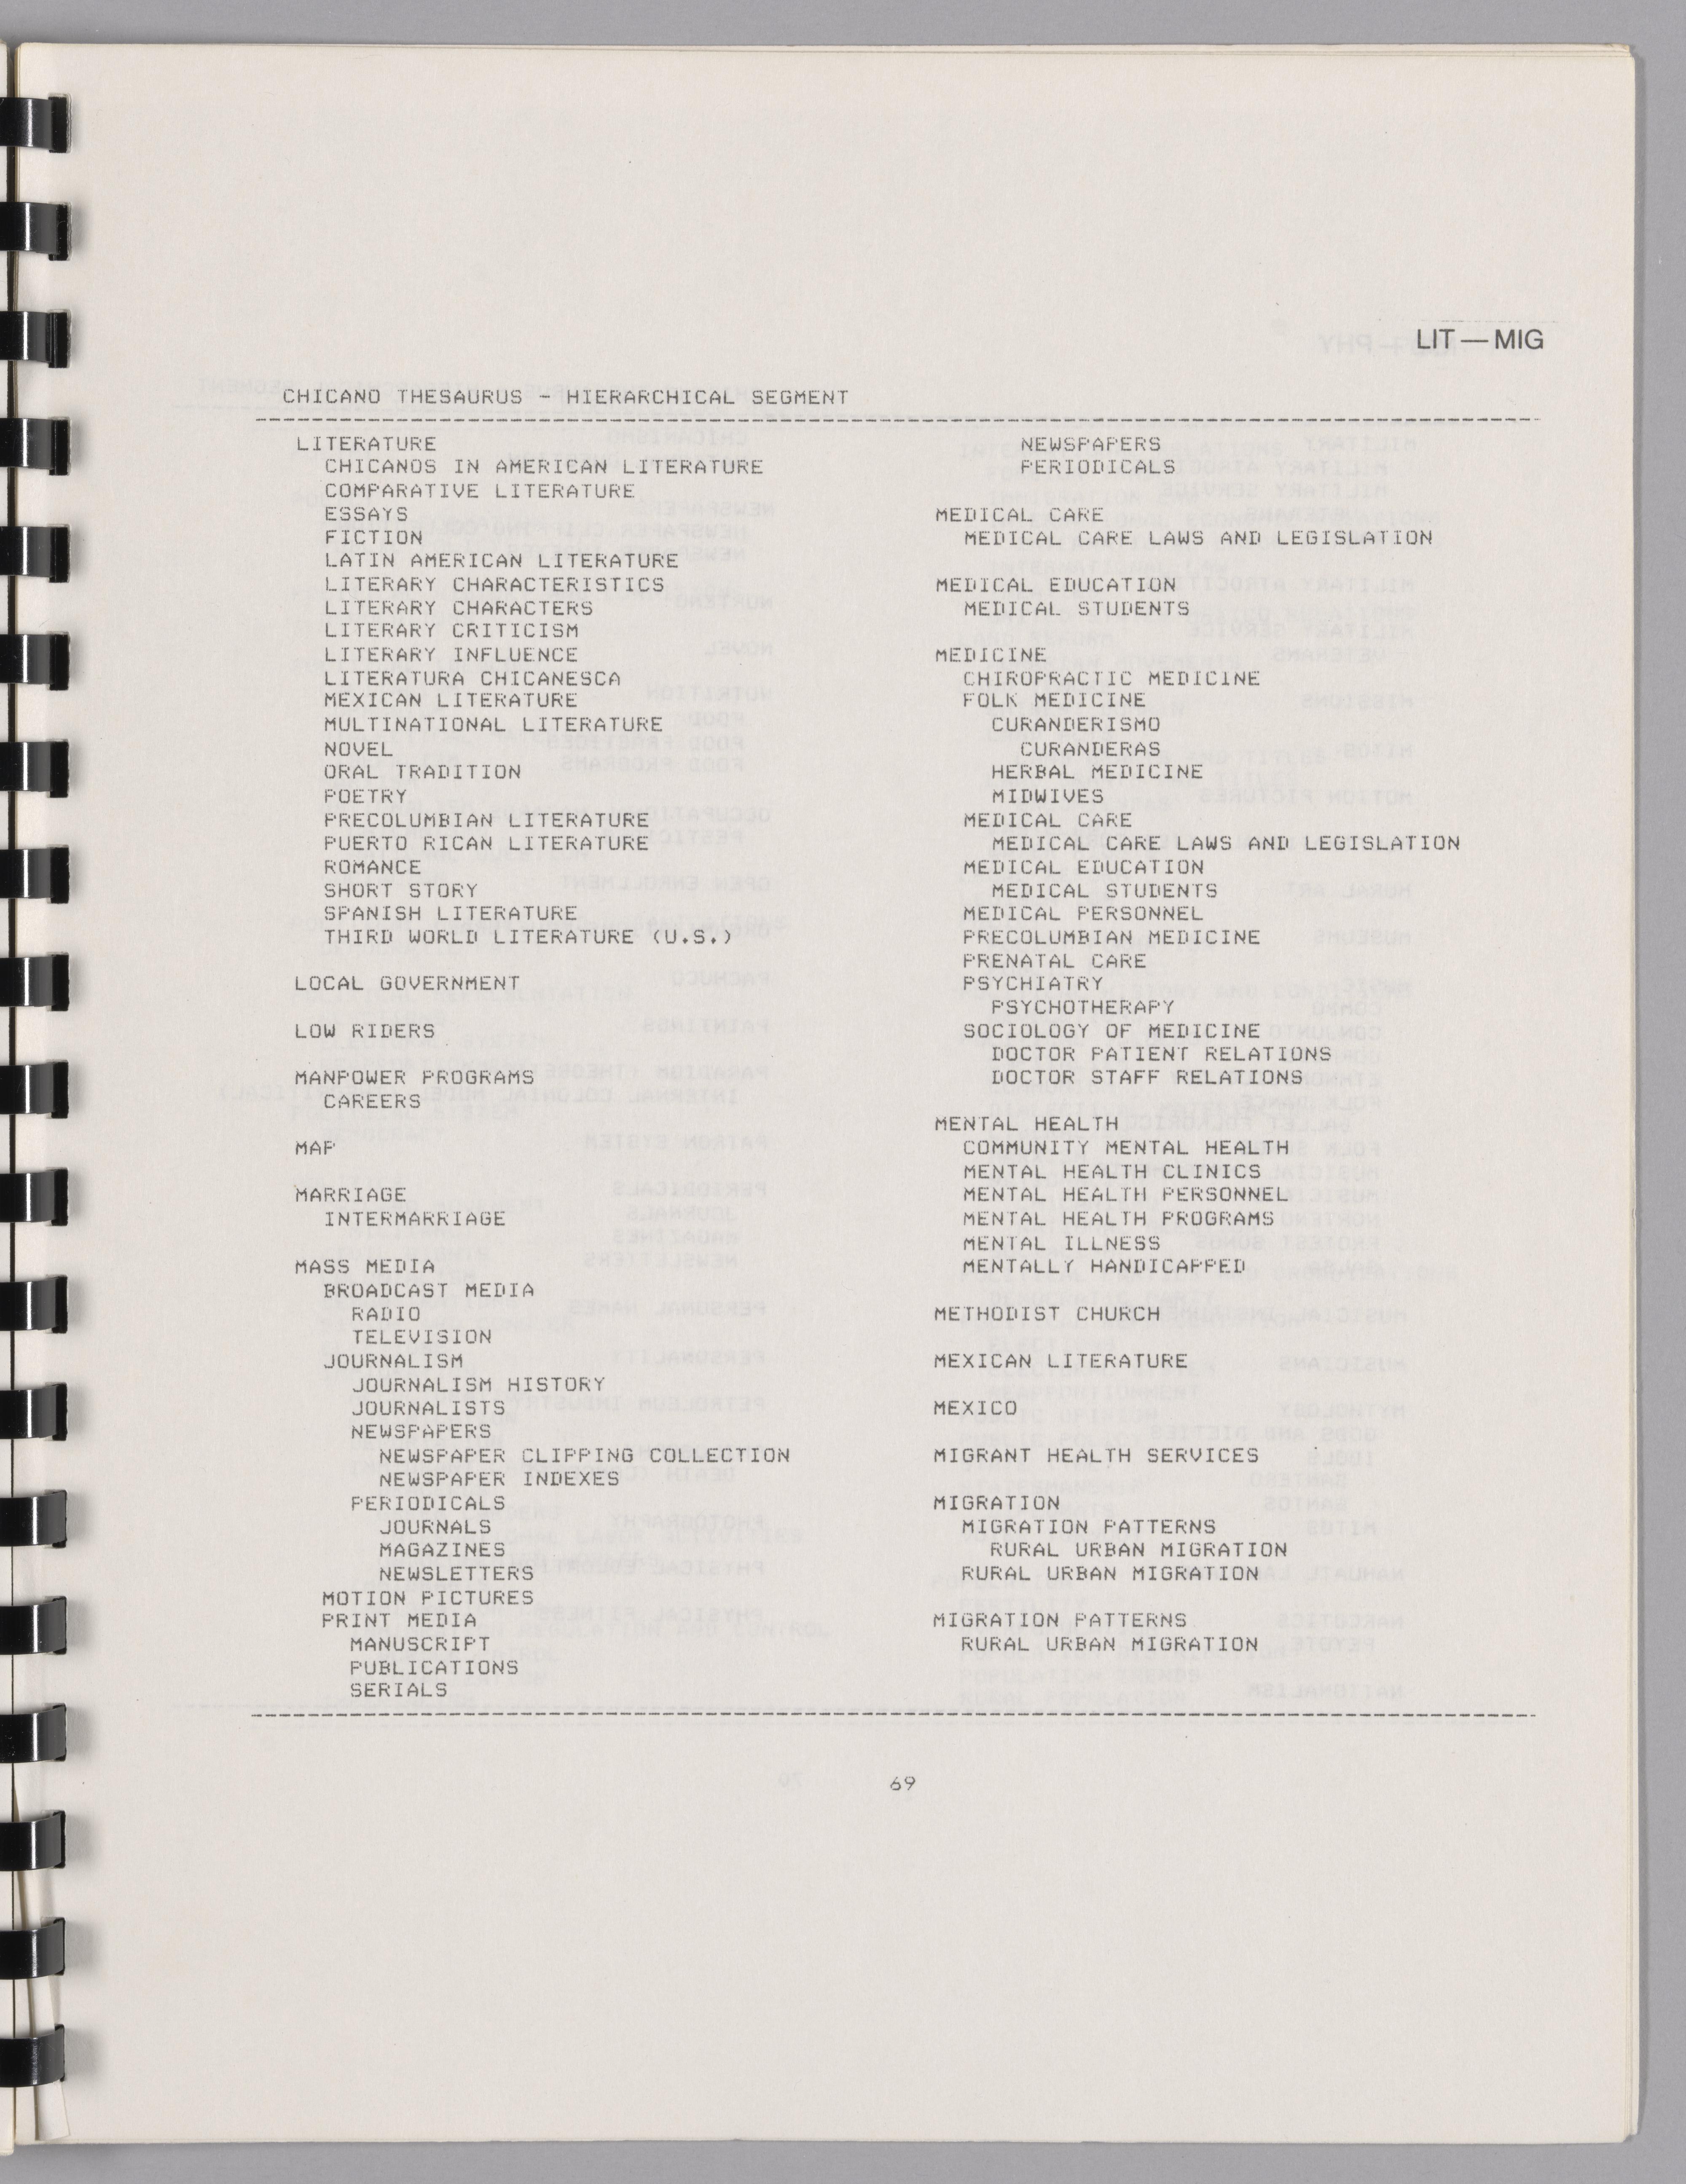 LIT — MIG
CHICANO THESAURUS - HIERARCHICAL SEGMENT
LITERATURE
CHICANOS IN AMERICAN LITERATURE
COMPARATIVE LITERATURE
ESSAYS
FICTION
LATIN AMERICAN LITERATURE
LITERARY CHARACTERISTICS
LITERARY CHARACTERS
LITERARY CRITICISM
LITERARY INFLUENCE
LITERATURA CHICANESCA
MEXICAN LITERATURE
MULTINATIONAL LITERATURE
NOVEL
ORAL TRADITION
POETRY
PRECOLUMBIAN LITERATURE
PUERTO RICAN LITERATURE
ROMANCE
SHORT STORY
SPANISH LITERATURE
THIRD WORLD LITERATURE (U.S.)
LOCAL GOVERNMENT
LOW RIDERS
MANPOWER PROGRAMS
CAREERS
MAP
MARRIAGE
INTERMARRIAGE
MASS MEDIA
BROADCAST MEDIA
RADIO
TELEVISION
JOURNALISM
JOURNALISM HISTORY
JOURNALISTS
NEWSPAPERS
NEWSPAPER CLIPPING COLLECTION
NEWSPAPER INDEXES
PERIODICALS
JOURNALS
MAGAZINES
NEWSLETTERS
MOTION PICTURES
PRINT MEDIA
MANUSCRIPT
PUBLICATIONS
SERIALS
NEWSPAPERS
PERIODICALS
MEDICAL CARE
MEDICAL CARE LAWS AND LEGISLATION
MEDICAL EDUCATION
MEDICAL STUDENTS
MEDICINE
CHIROPRACTIC MEDICINE
FOLK MEDICINE
CURANDERISMO
CURANDERAS
HERBAL MEDICINE
MIDWIVES
MEDICAL CARE
MEDICAL CARE LAWS AND LEGISLATION
MEDICAL EDUCATION
MEDICAL STUDENTS
MEDICAL PERSONNEL
PRECOLUMBIAN MEDICINE
PRENATAL CARE
PSYCHIATRY
PSYCHOTHERAPY
SOCIOLOGY OF MEDICINE
DOCTOR PATIENT RELATIONS
DOCTOR STAFF RELATIONS
MENTAL HEALTH
COMMUNITY MENTAL HEALTH
MENTAL HEALTH CLINICS
MENTAL HEALTH PERSONNEL
MENTAL HEALTH PROGRAMS
MENTAL ILLNESS
MENTALLY HANDICAPPED
METHODIST CHURCH
MEXICAN LITERATURE
MEXICO
MIGRANT HEALTH SERVICES
MIGRATION
MIGRATION PATTERNS
RURAL URBAN MIGRATION
RURAL URBAN MIGRATION
MIGRATION PATTERNS
RURAL URBAN MIGRATION
69